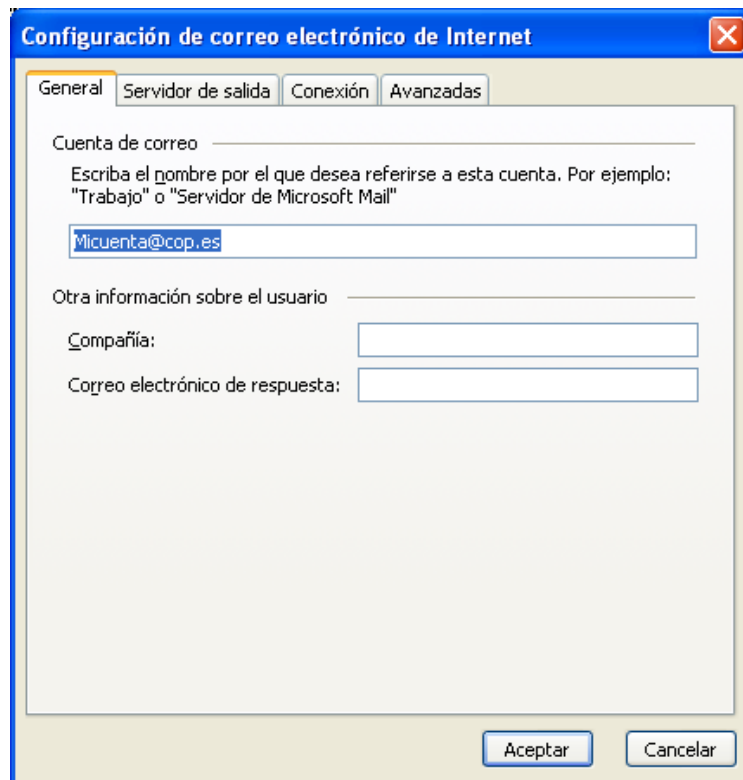 Configuración de correo electrónico de Internet
General Servidor de salida Conexión Avanzadas
Cuenta de correo
Escriba el nombre por el que desea referirse a esta cuenta. Por ejemplo:
"Trabajo" o "Servidor de Microsoft Mail"
Micuenta@cop.es
Otra información sobre el usuario
Compañía:
Correo electrónico de respuesta:
Aceptar Cancelar